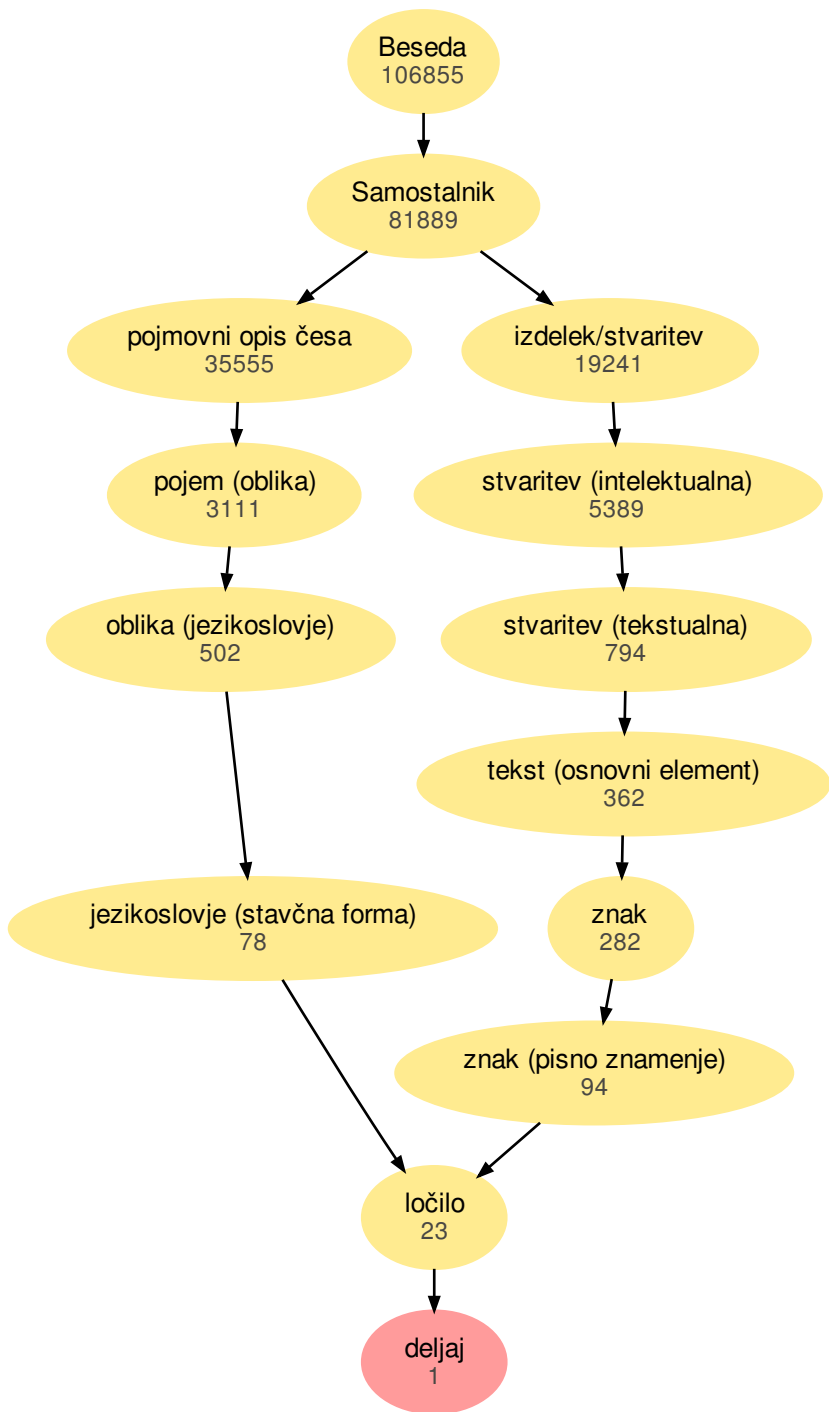 Beseda
106855
Samostalnik
81889
pojmovni opis česa
35555
izdelek/stvaritev
19241
pojem (oblika)
3111
stvaritev (intelektualna)
5389
oblika (jezikoslovje)
502
stvaritev (tekstualna)
794
tekst (osnovni element)
362
jezikoslovje (stavčna forma)
78
znak
282
znak (pisno znamenje)
94
ločilo
23
deljaj
1